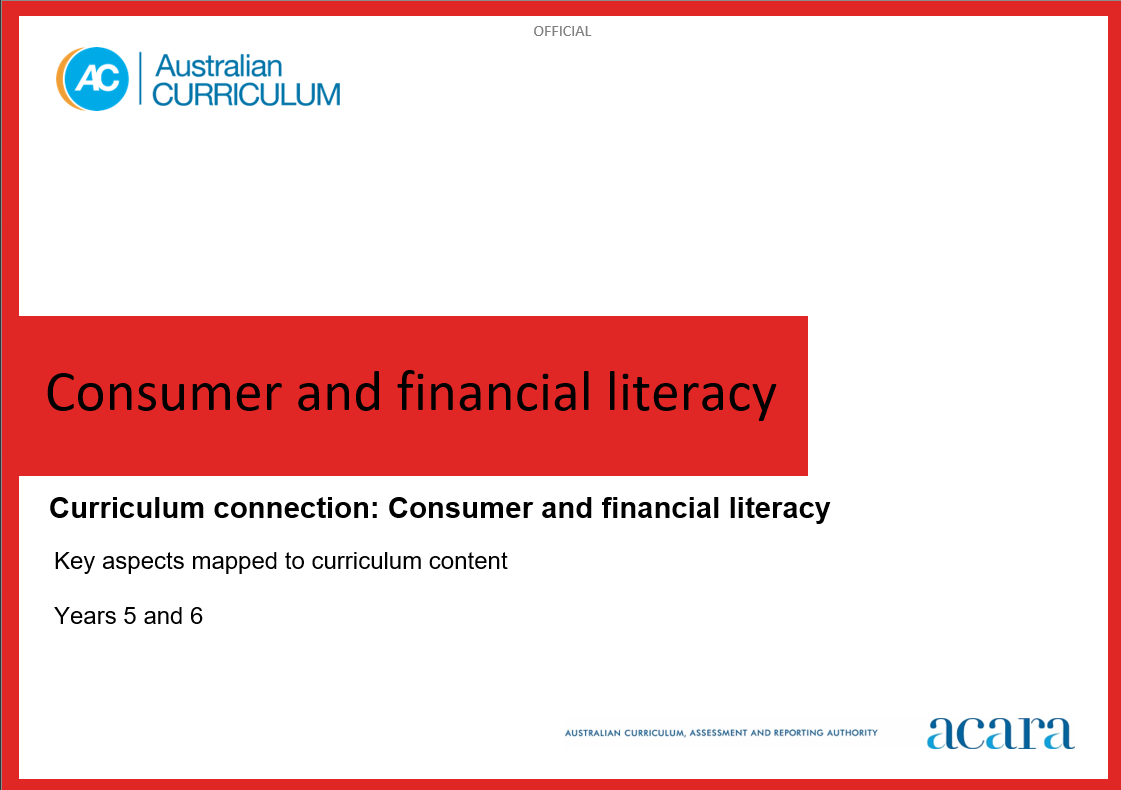 OFFICIAL
AC
Australian
CURRICULUM
Consumer and financial literacy
Curriculum connection: Consumer and financial literacy
Key aspects mapped to curriculum content
Years 5 and 6
AUSTRALIAN CURRICULUM, ASSESSMENT AND REPORTING AUTHORITY
acara